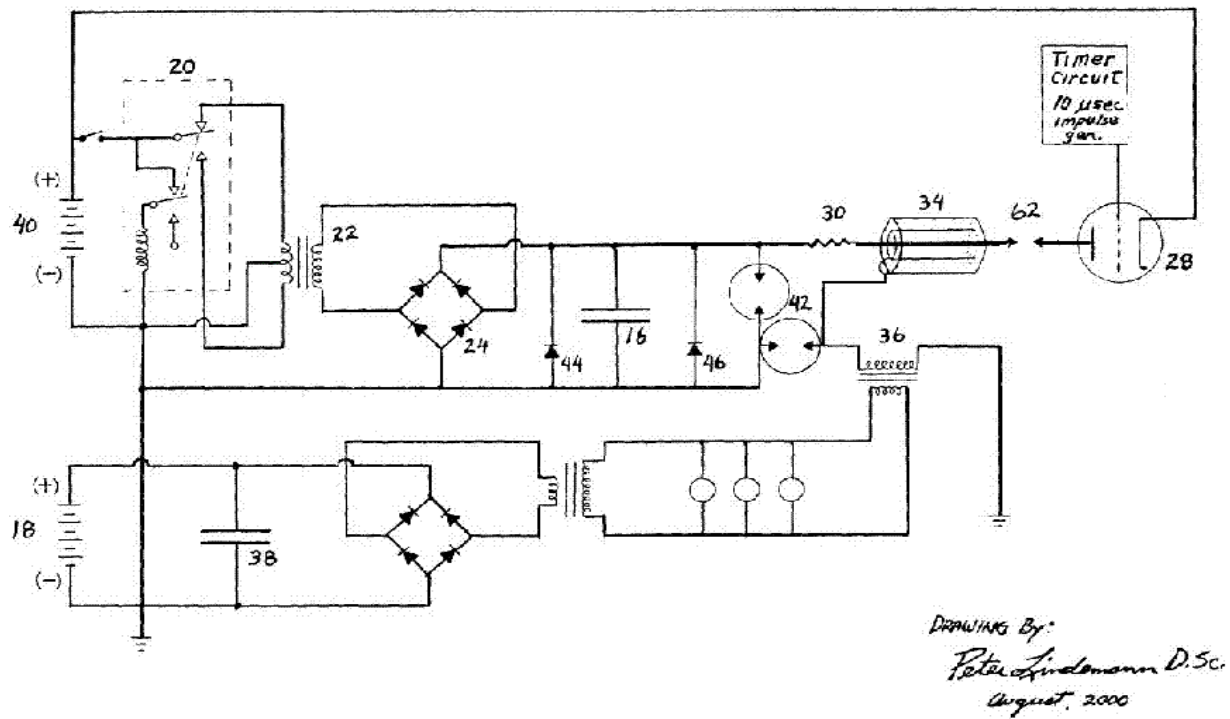 20
Timer
Circuit
10 µsec
impulse
gen.
(+)
40
(-)
22
30
34
62
28
24
44
16
46
42
36
(+)
18
(-)
38
DRAWING By:
Peter Lindemann D.Sc.
August, 2000